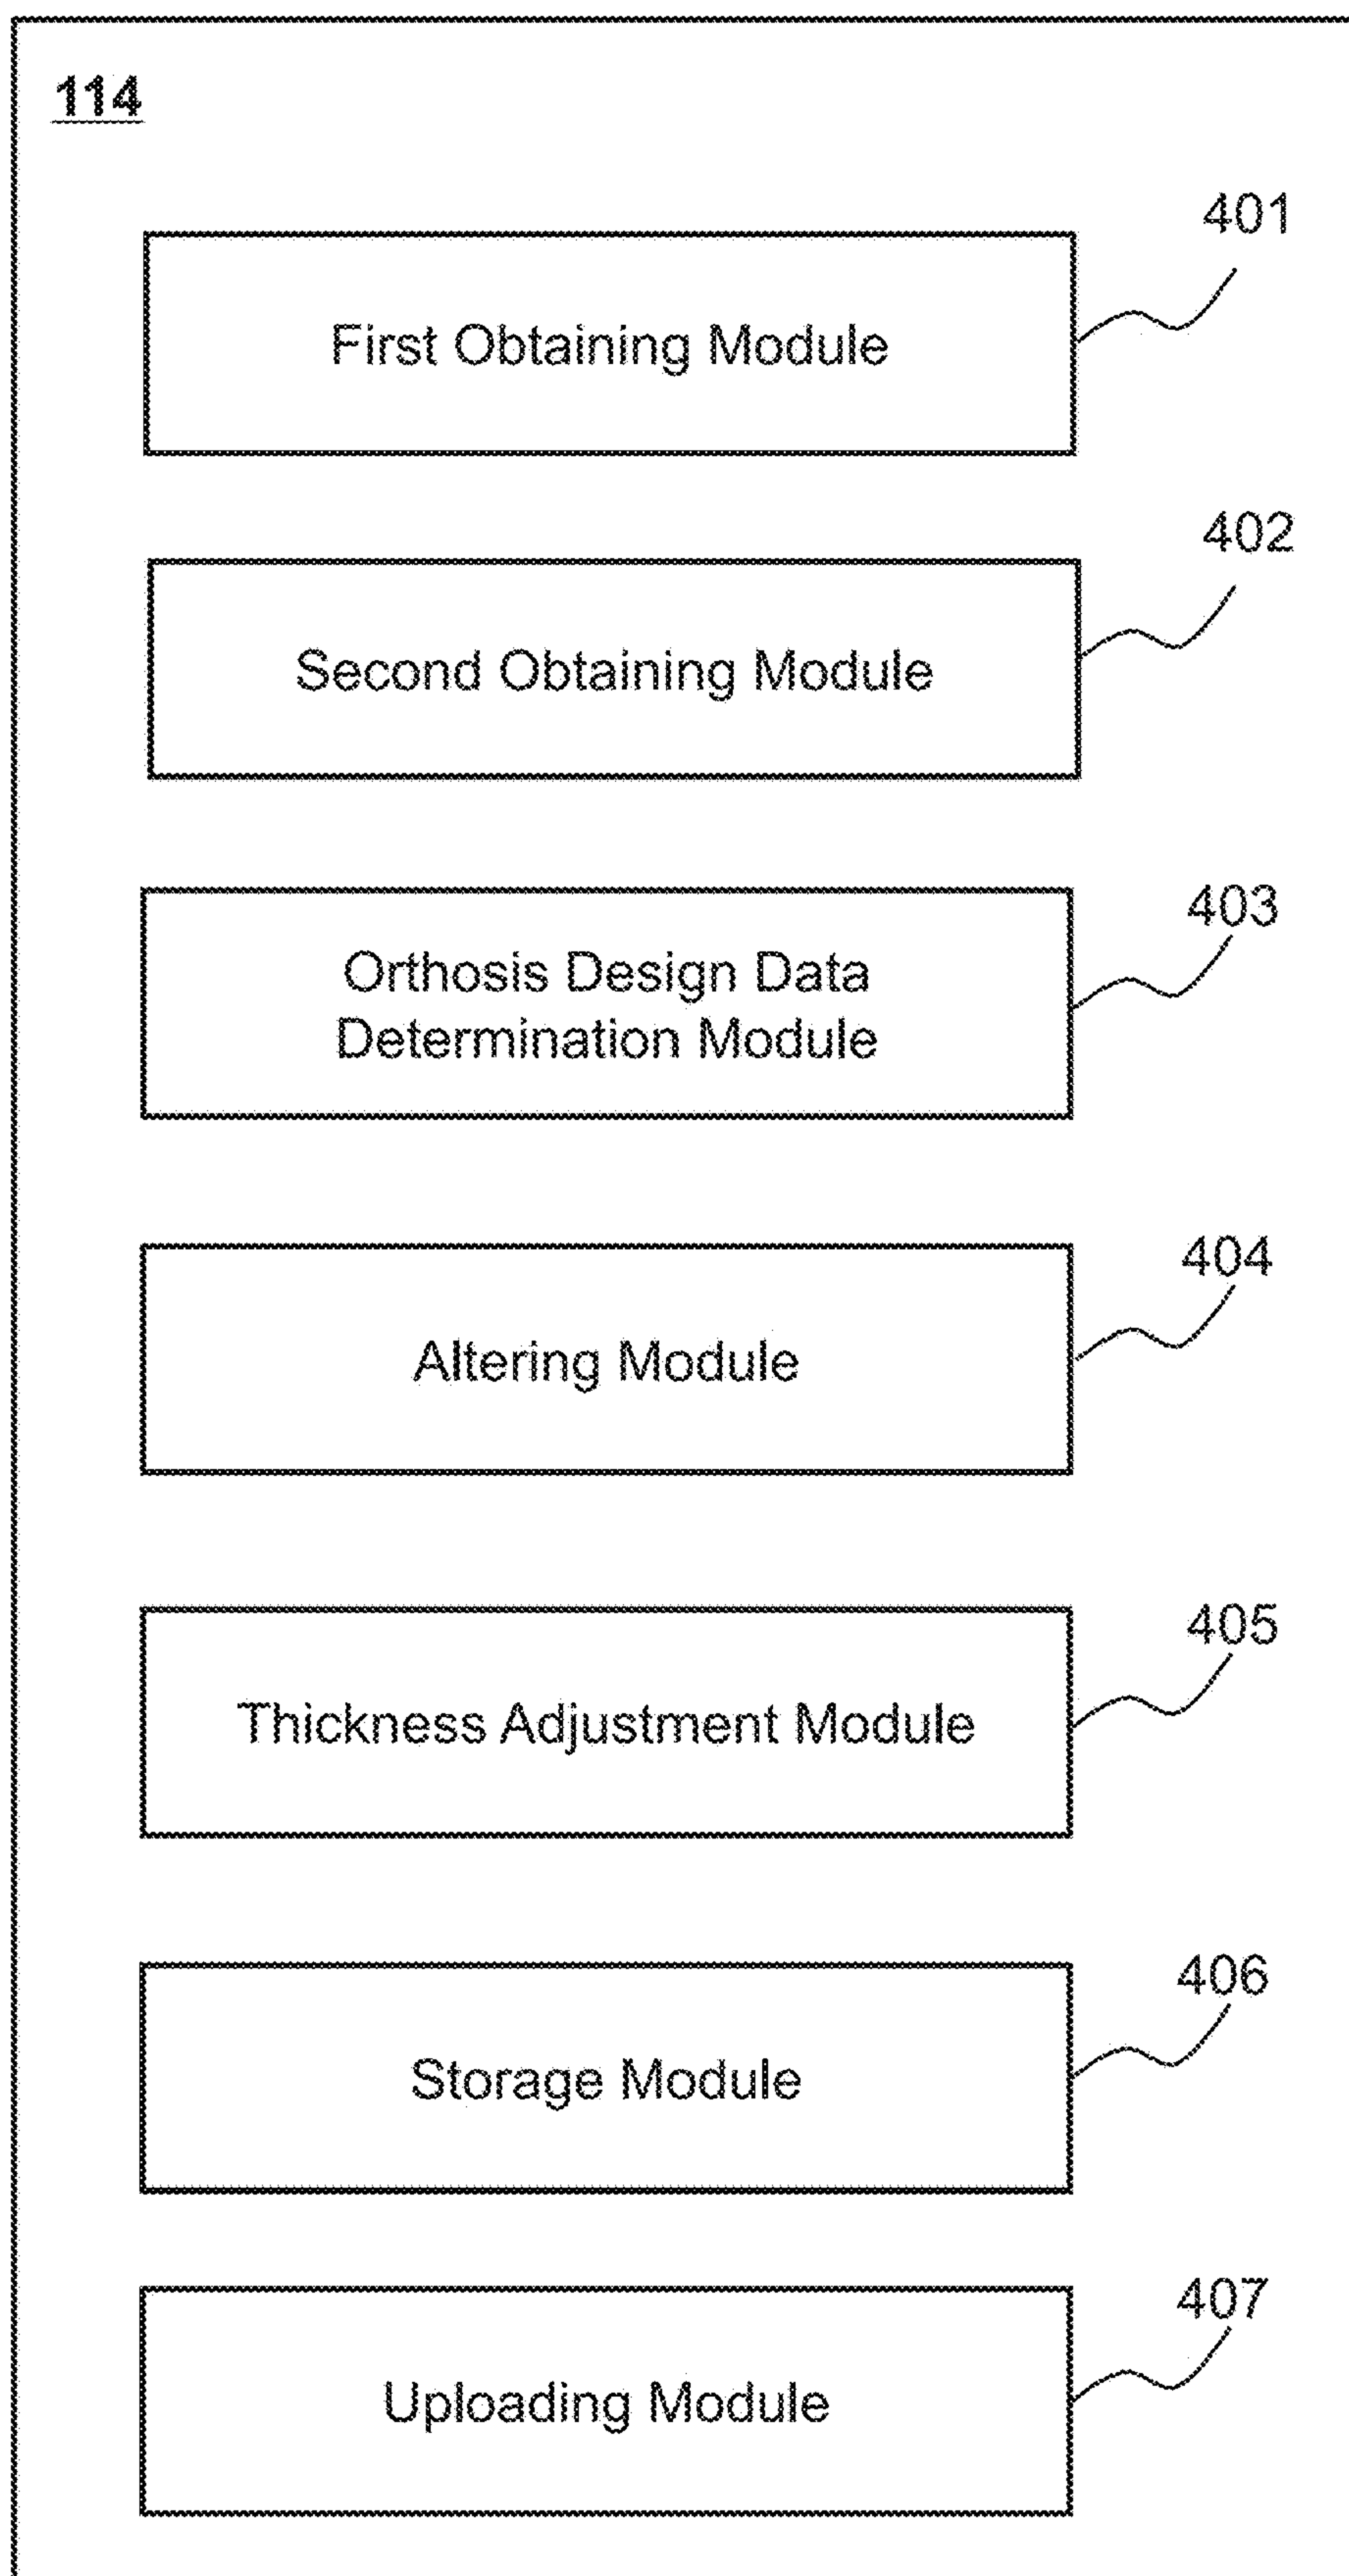 114
401
First Obtaining Module
402
Second Obtaining Module
403
Orthosis Design Data
Determination Module
404
Altering Module
405
Thickness Adjustment Module
406
Storage Module
407
Uploading Module